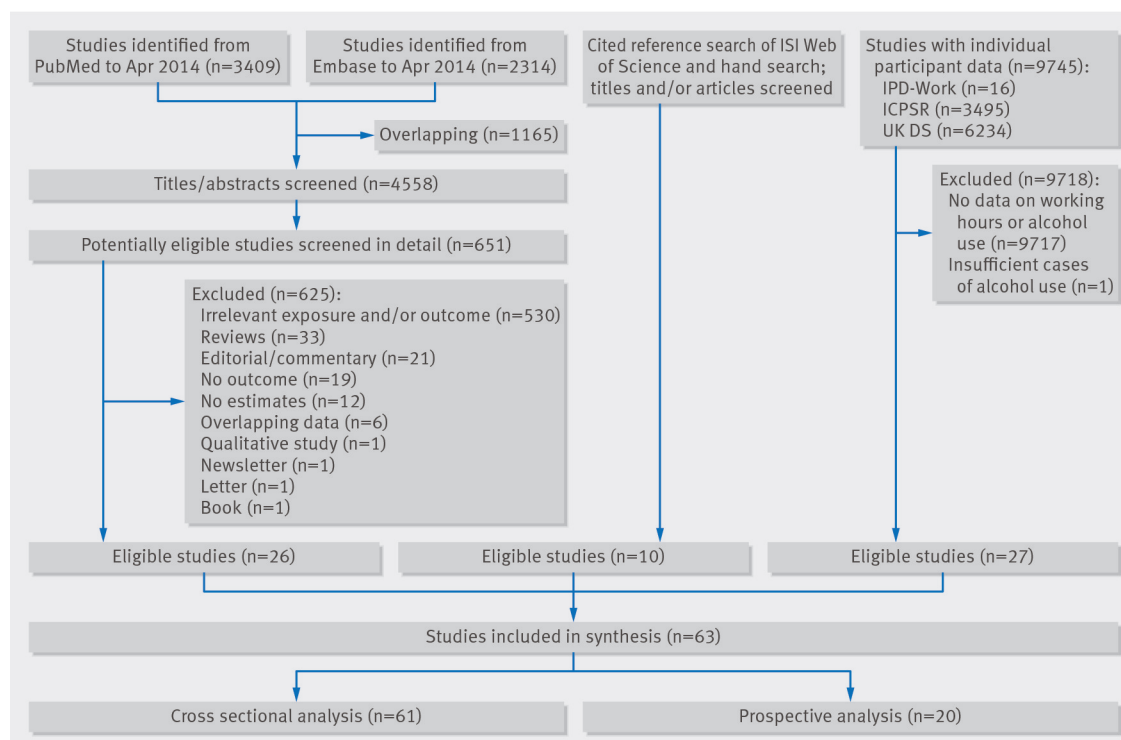 Studies identified from
PubMed to Apr 2014 (n=3409)
Studies identified from
Embase to Apr 2014 (n=2314)
Cited reference search of ISI Web
of Science and hand search;
titles and/or articles screened
Studies with individual
participant data (n=9745):
IPD-Work (n=16)
ICPSR (n=3495)
UK DS (n=6234)
Overlapping (n=1165)
Titles/abstracts screened (n=4558)
Excluded (n=9718):
No data on working
hours or alcohol
use (n=9717)
Insufficient cases
of alcohol use (n=1)
Potentially eligible studies screened in detail (n=651)
Excluded (n=625):
Irrelevant exposure and/or outcome (n=530)
Reviews (n=33)
Editorial/commentary (n=21)
No outcome (n=19)
No estimates (n=12)
Overlapping data (n=6)
Qualitative study (n=1)
Newsletter (n=1)
Letter (n=1)
Book (n=1)
Eligible studies (n=26)
Eligible studies (n=10)
Eligible studies (n=27)
Studies included in synthesis (n=63)
Cross sectional analysis (n=61)
Prospective analysis (n=20)